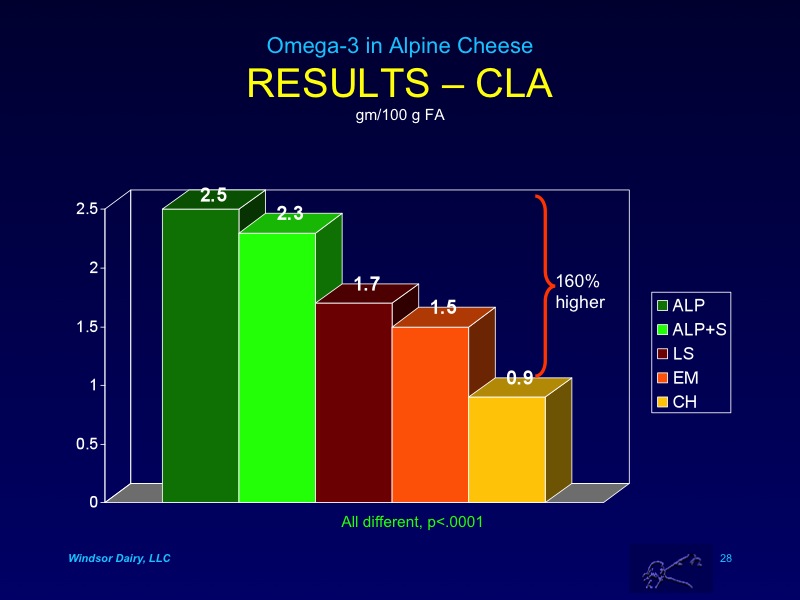 Omega-3 in Alpine Cheese
RESULTS – CLA
gm/100 g FA
2.5
2.3
1.7
1.5
0.9
2.5
2
1.5
1
0.5
0
160%
higher
ALP
ALP+S
LS
EM
CH
All different, p<.0001
Windsor Dairy, LLC
28